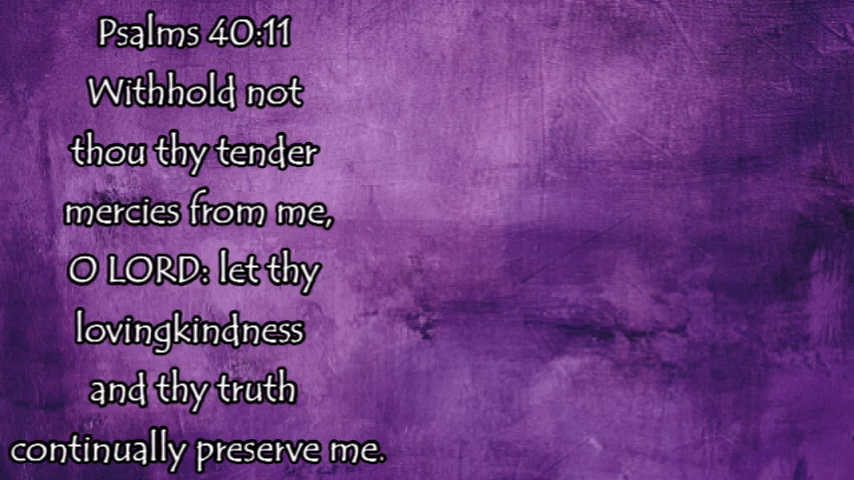 Psalms 40:11
Withhold not
thou thy tender
mercies from me,
O LORD: let thy
lovingkindness
and thy truth
continually preserve me.